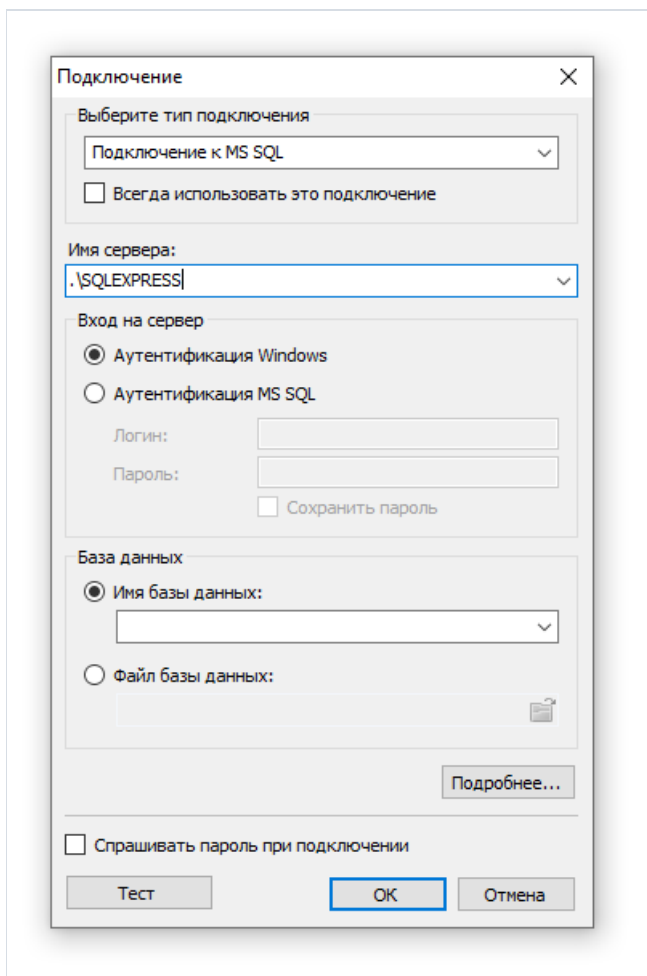 Подключение
Выберите тип подключения
Подключение к MS SQL
Всегда использовать это подключение
Имя сервера:
.\SQLEXPRESS
Вход на сервер
Аутентификация Windows
Аутентификация MS SQL
Логин:
Пароль:
Сохранить пароль
База данных
Имя базы данных:
Файл базы данных:
Подробнее...
Спрашивать пароль при подключении
Тест
ОК
Отмена